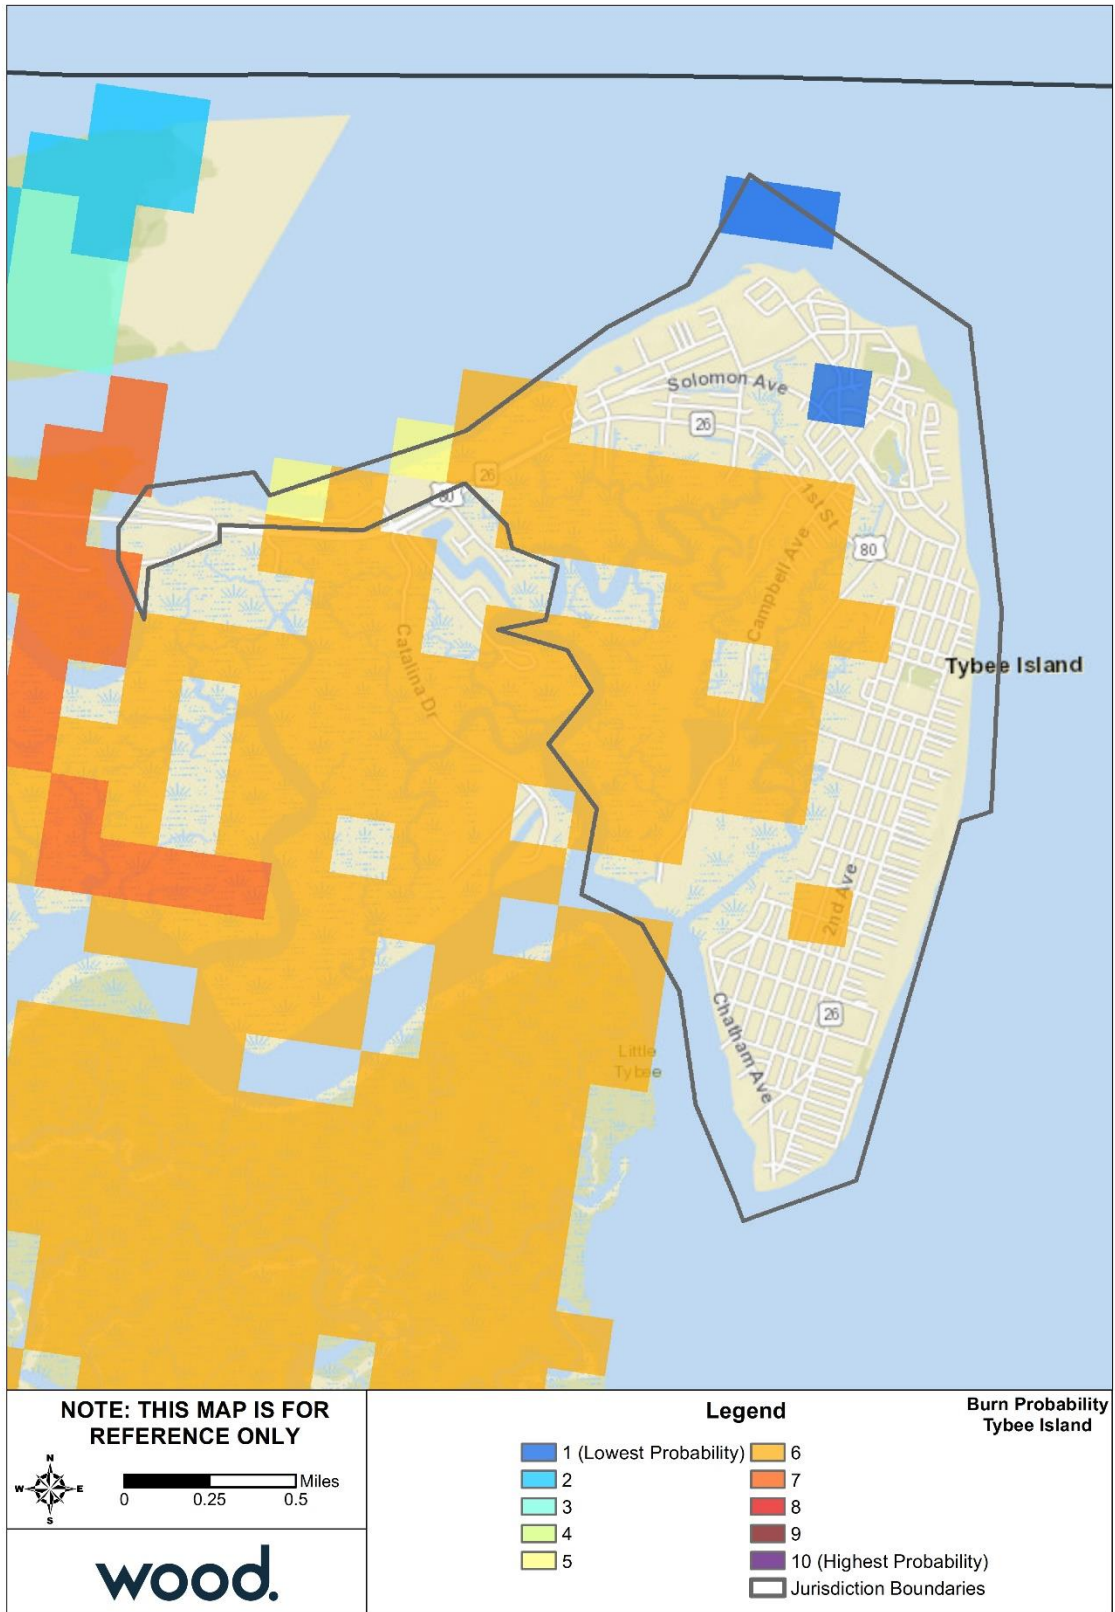 Solomon Ave
26
26
80
1st St
80
Campbell Ave
Catalina Dr
Tybee Island
2nd Ave
26
Chatham Ave
Little
Tybee
NOTE: THIS MAP IS FOR
REFERENCE ONLY
N
W E
S
Miles
0 0.25 0.5
wood.
Legend
1 (Lowest Probability)
2
3
4
5
6
7
8
9
10 (Highest Probability)
Jurisdiction Boundaries
Burn Probability
Tybee Island